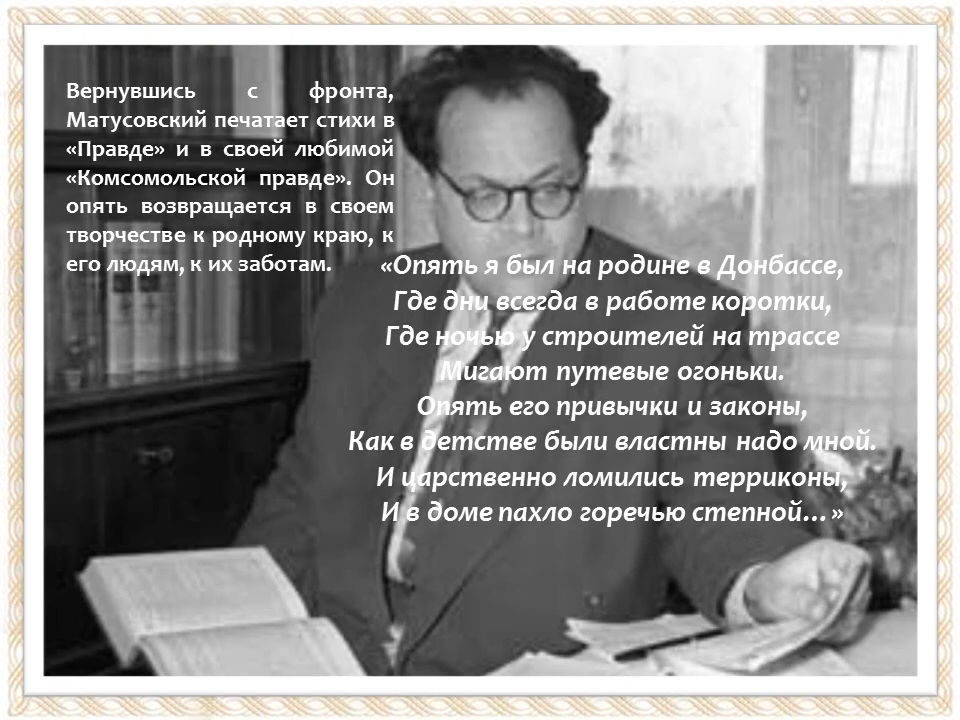 Вернувшись с фронта,
Матусовский печатает стихи в
«Правде» и в своей любимой
«Комсомольской правде». Он
опять возвращается в своем
творчестве к родному краю, к
его людям, к их заботам.
«Опять я был на родине в Донбассе,
Где дни всегда в работе коротки,
Где ночью у строителей на трассе
Мигают путевые огоньки.
Опять его привычки и законы,
Как в детстве были властны надо мной.
И царственно ломились терриконы,
И в доме пахло горечью степной…»